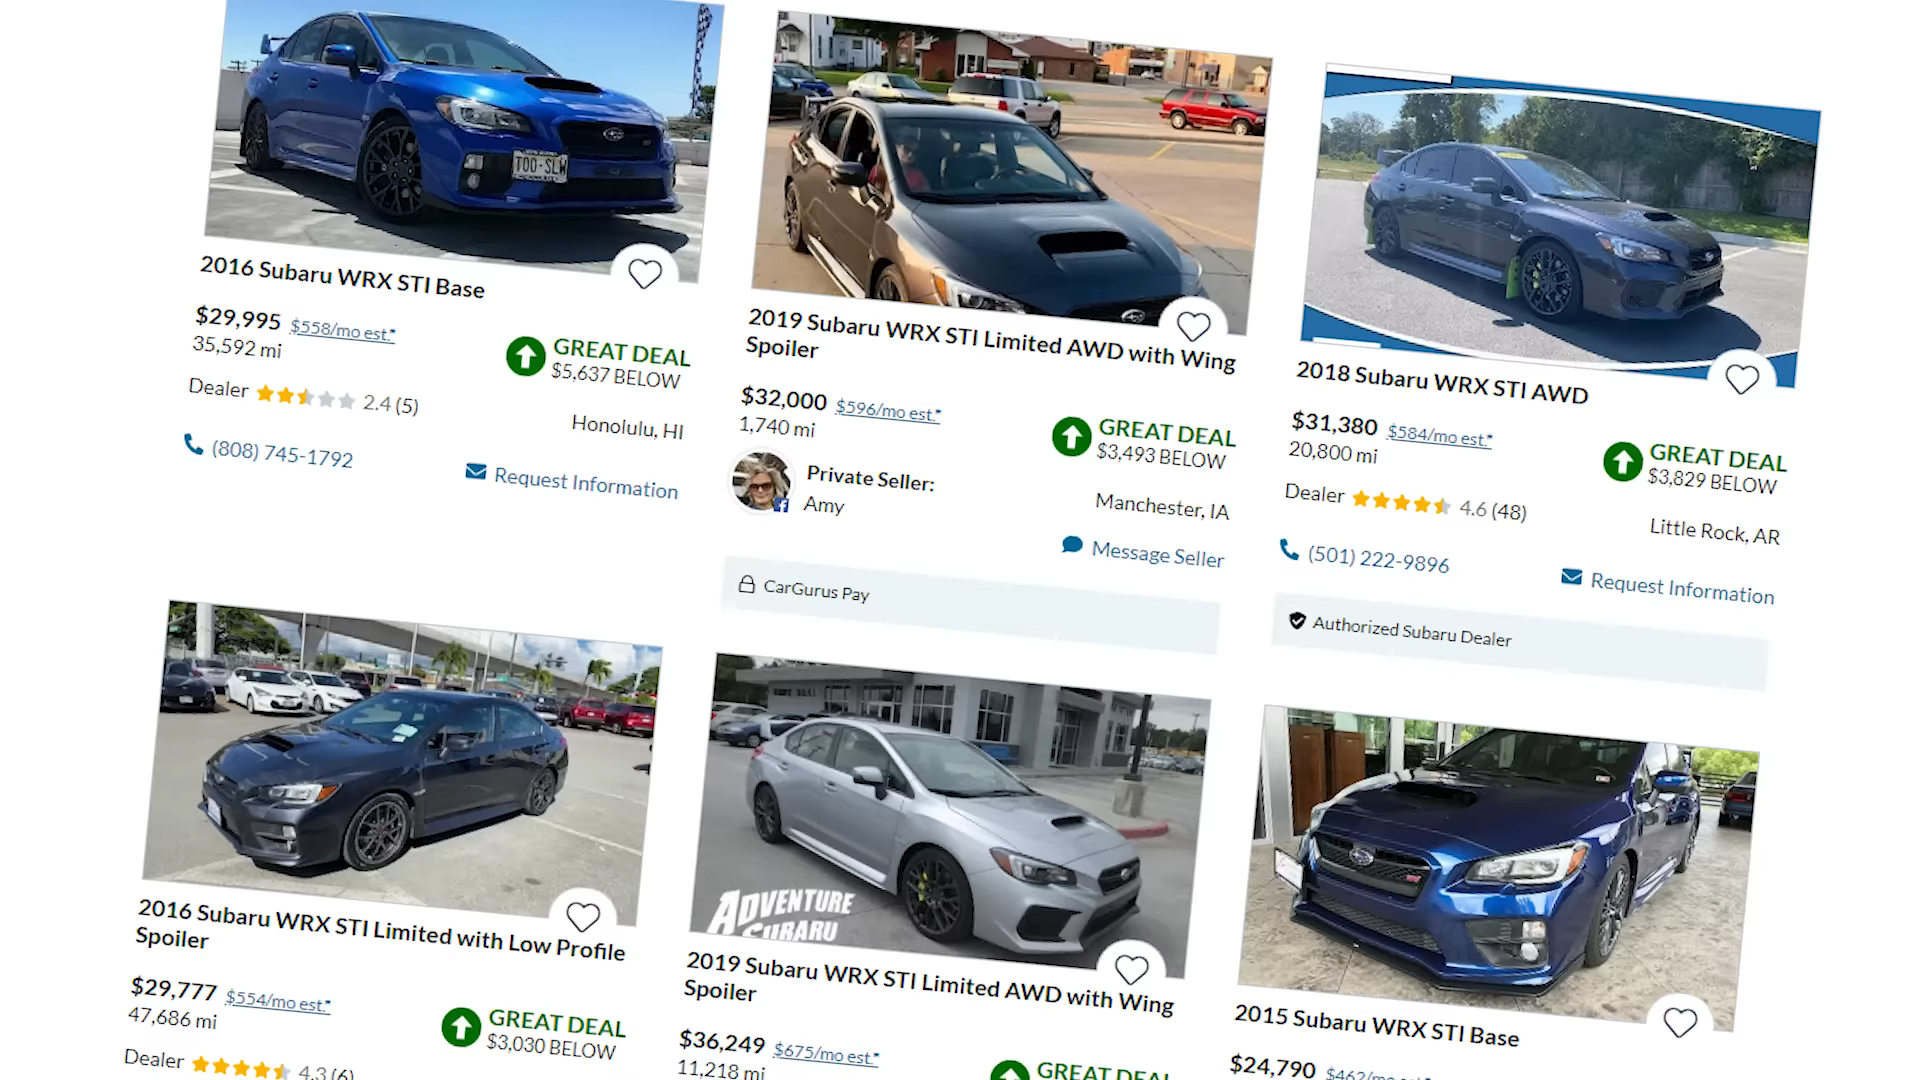 TOO-SLW
2016 Subaru WRX STI Base
$29,995 $558/mo est.*
35,592 mi
GREAT DEAL
$5,637 BELOW
Dealer 2.4 (5)
Honolulu, HI
(808) 745-1792
Request Information
2019 Subaru WRX STI Limited AWD with Wing
Spoiler
$32,000 $596/mo est.*
1,740 mi
GREAT DEAL
$3,493 BELOW
Private Seller:
Amy
Manchester, IA
Message Seller
CarGurus Pay
2018 Subaru WRX STI AWD
$31,380 $584/mo est.*
20,800 mi
GREAT DEAL
$3,829 BELOW
Dealer 4.6 (48)
Little Rock, AR
(501) 222-9896
Request Information
Authorized Subaru Dealer
2016 Subaru WRX STI Limited with Low Profile
Spoiler
$29,777 $554/mo est.*
47,686 mi
GREAT DEAL
$3,030 BELOW
Dealer 4.3 (6)
ADVENTURE
SUBARU
2019 Subaru WRX STI Limited AWD with Wing
Spoiler
$36,249 $675/mo est.*
11,218 mi
GREAT DEAL
2015 Subaru WRX STI Base
$24,790 $462/mo est.*